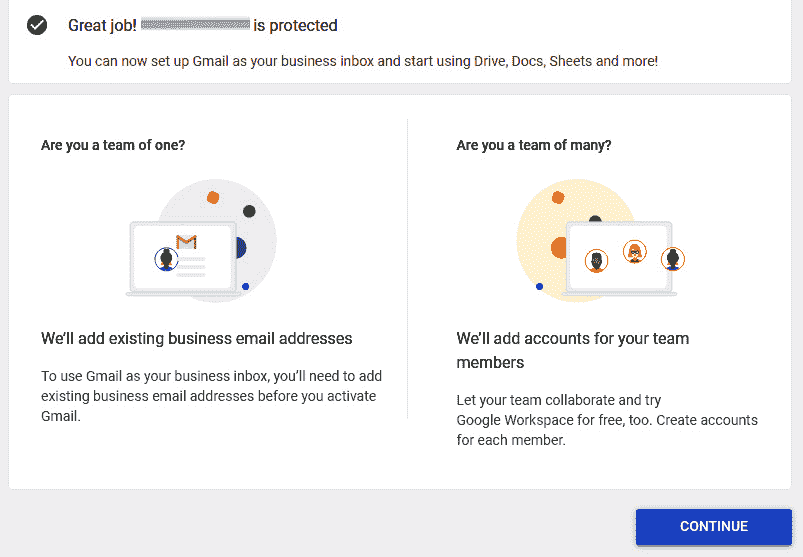 Great job! is protected
You can now set up Gmail as your business inbox and start using Drive, Docs, Sheets and more!
Are you a team of one?
We'll add existing business email addresses
To use Gmail as your business inbox, you'll need to add
existing business email addresses before you activate
Gmail.
Are you a team of many?
We'll add accounts for your team
members
Let your team collaborate and try
Google Workspace for free, too. Create accounts
for each member.
CONTINUE